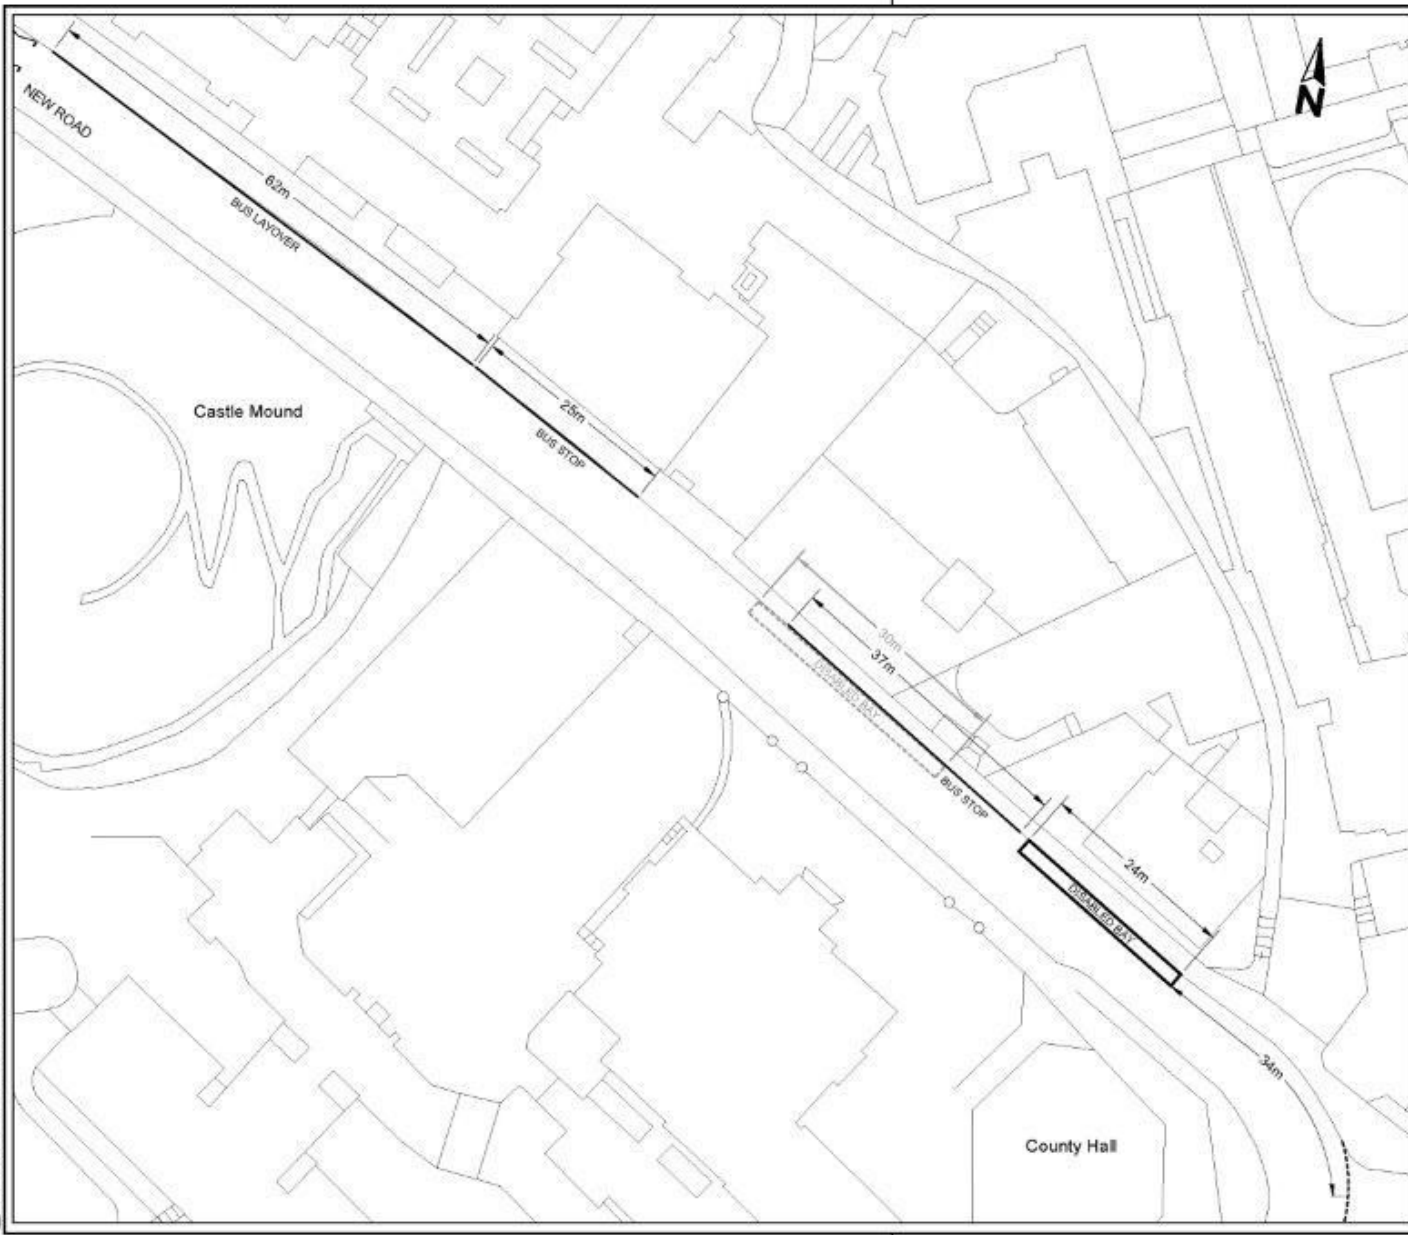 N
NEW ROAD
62m
BUS LAYOVER
Castle Mound
25m
BUS STOP
30m
37m
DISABLED BAY
BUS STOP
24m
DISABLED BAY
34m
County Hall